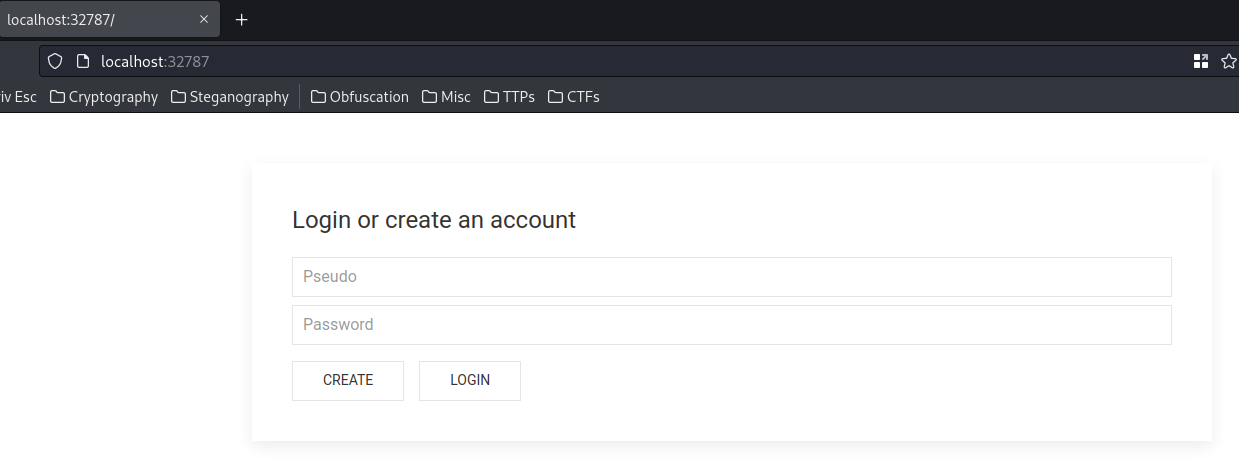 localhost:32787/
localhost:32787
iv Esc Cryptography Steganography Obfuscation Misc TTPs CTFs
Login or create an account
Pseudo
Password
CREATE LOGIN